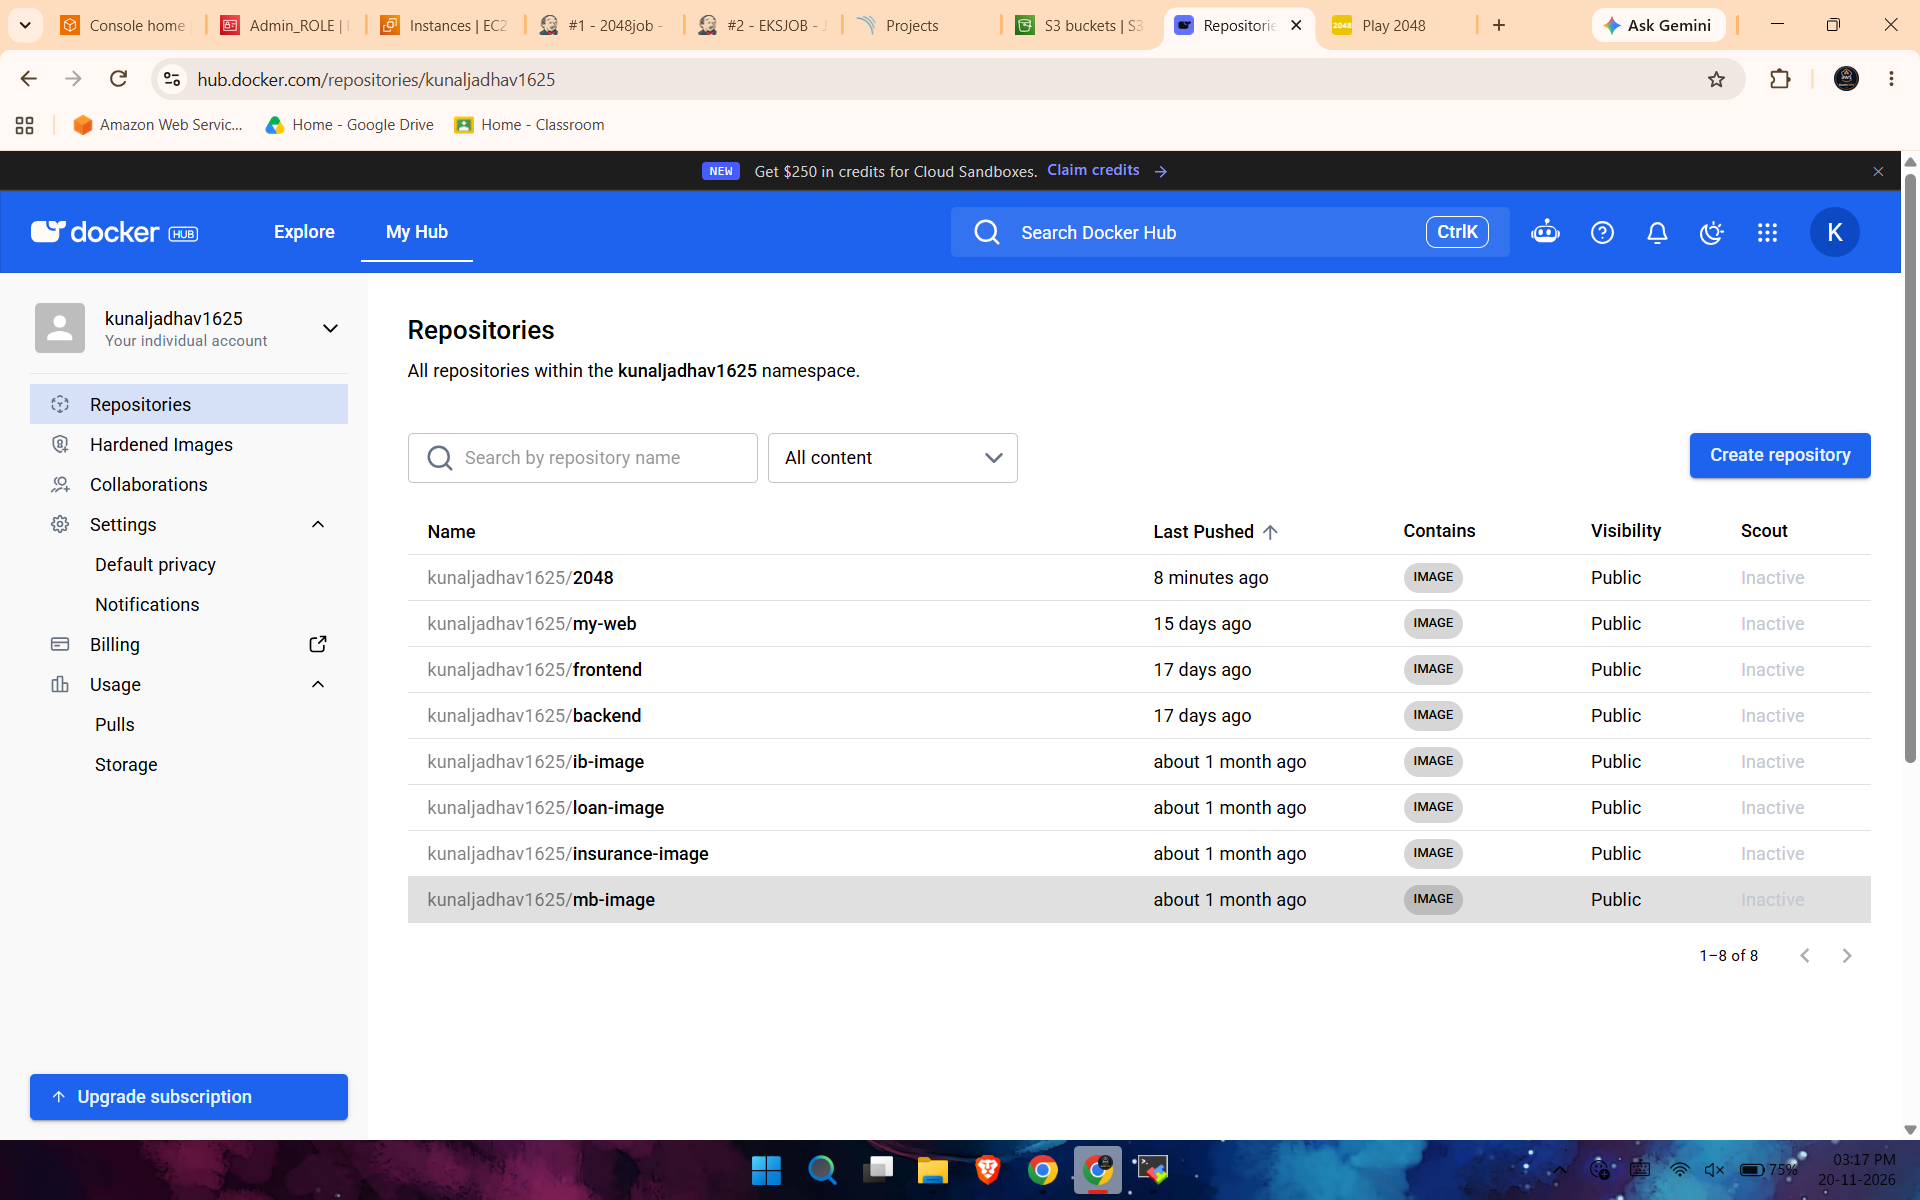 Console home
Admin_ROLE | I
Instances | EC2
#1 - 2048job -
#2 - EKSJOB - J
Projects
S3 buckets | S3
Repositorie
Play 2048
Ask Gemini
hub.docker.com/repositories/kunaljadhav1625
Amazon Web Servic...
Home - Google Drive
Home - Classroom
NEW Get $250 in credits for Cloud Sandboxes. Claim credits →
docker HUB
Explore
My Hub
Search Docker Hub
CtrlK
K
kunaljadhav1625
Your individual account
Repositories
Hardened Images
Collaborations
Settings
Default privacy
Notifications
Billing
Usage
Pulls
Storage
Upgrade subscription
Repositories
All repositories within the kunaljadhav1625 namespace.
Search by repository name
All content
Create repository
Name Last Pushed Contains Visibility Scout
kunaljadhav1625/2048 8 minutes ago IMAGE Public Inactive
kunaljadhav1625/my-web 15 days ago IMAGE Public Inactive
kunaljadhav1625/frontend 17 days ago IMAGE Public Inactive
kunaljadhav1625/backend 17 days ago IMAGE Public Inactive
kunaljadhav1625/ib-image about 1 month ago IMAGE Public Inactive
kunaljadhav1625/loan-image about 1 month ago IMAGE Public Inactive
kunaljadhav1625/insurance-image about 1 month ago IMAGE Public Inactive
kunaljadhav1625/mb-image about 1 month ago IMAGE Public Inactive
1–8 of 8
75%
03:17 PM
20-11-2026